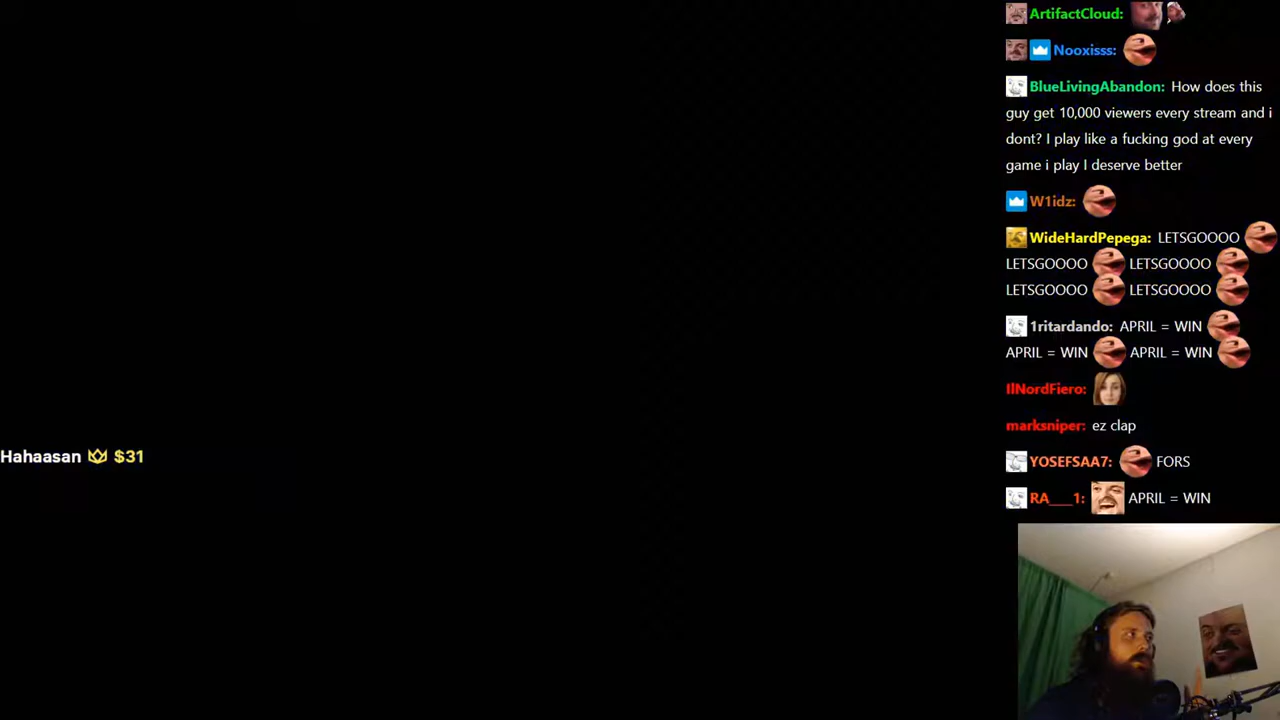 ArtifactCloud:
Nooxisss:
BlueLivingAbandon: How does this
guy get 10,000 viewers every stream and i
dont? I play like a fucking god at every
game i play I deserve better
W1idz:
WideHardPepega: LETSGOOOO
LETSGOOOO LETSGOOOO
LETSGOOOO LETSGOOOO
1ritardando: APRIL = WIN
APRIL = WIN APRIL = WIN
IlNordFiero:
marksniper: ez clap
Hahaasan $31
YOSEFSAA7: FORS
RA___1: APRIL = WIN